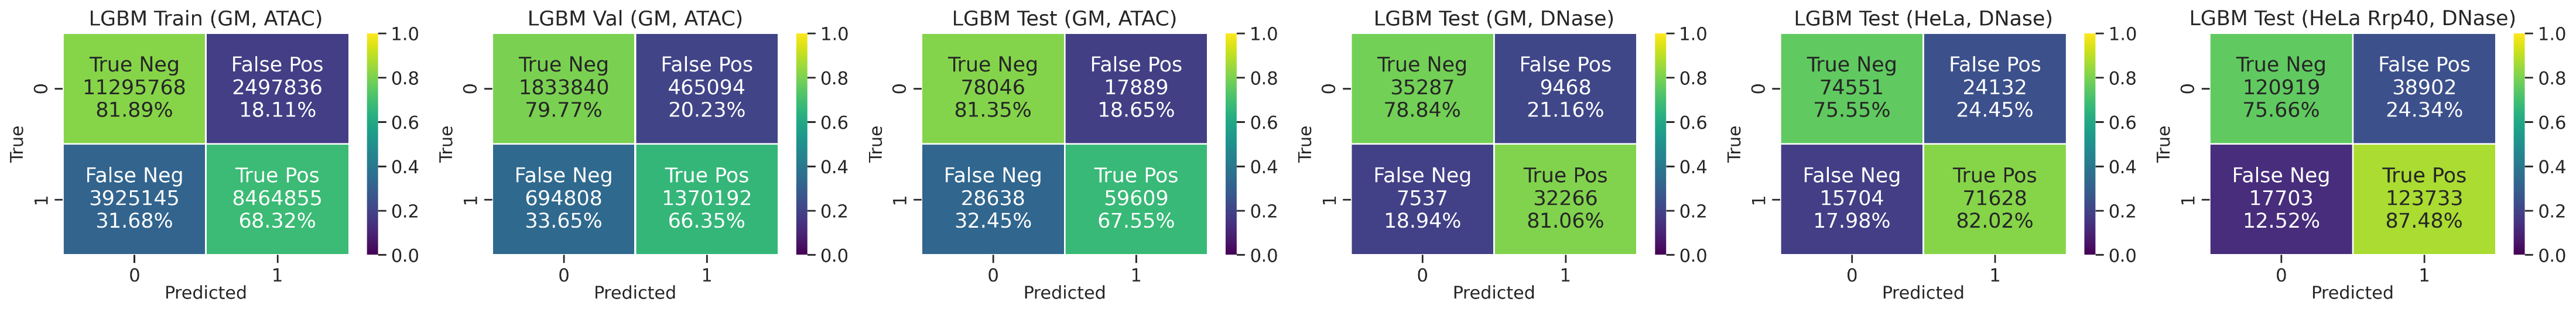 LGBM Train (GM, ATAC)
True Neg
11295768
81.89%
False Pos
2497836
18.11%
False Neg
3925145
31.68%
True Pos
8464855
68.32%
0
1
True
0
1
Predicted
1.0
0.8
0.6
0.4
0.2
0.0
LGBM Val (GM, ATAC)
True Neg
1833840
79.77%
False Pos
465094
20.23%
False Neg
694808
33.65%
True Pos
1370192
66.35%
0
1
True
0
1
Predicted
1.0
0.8
0.6
0.4
0.2
0.0
LGBM Test (GM, ATAC)
True Neg
78046
81.35%
False Pos
17889
18.65%
False Neg
28638
32.45%
True Pos
59609
67.55%
0
1
True
0
1
Predicted
1.0
0.8
0.6
0.4
0.2
0.0
LGBM Test (GM, DNase)
True Neg
35287
78.84%
False Pos
9468
21.16%
False Neg
7537
18.94%
True Pos
32266
81.06%
0
1
True
0
1
Predicted
1.0
0.8
0.6
0.4
0.2
0.0
LGBM Test (HeLa, DNase)
True Neg
74551
75.55%
False Pos
24132
24.45%
False Neg
15704
17.98%
True Pos
71628
82.02%
0
1
True
0
1
Predicted
1.0
0.8
0.6
0.4
0.2
0.0
LGBM Test (HeLa Rrp40, DNase)
True Neg
120919
75.66%
False Pos
38902
24.34%
False Neg
17703
12.52%
True Pos
123733
87.48%
0
1
True
0
1
Predicted
1.0
0.8
0.6
0.4
0.2
0.0